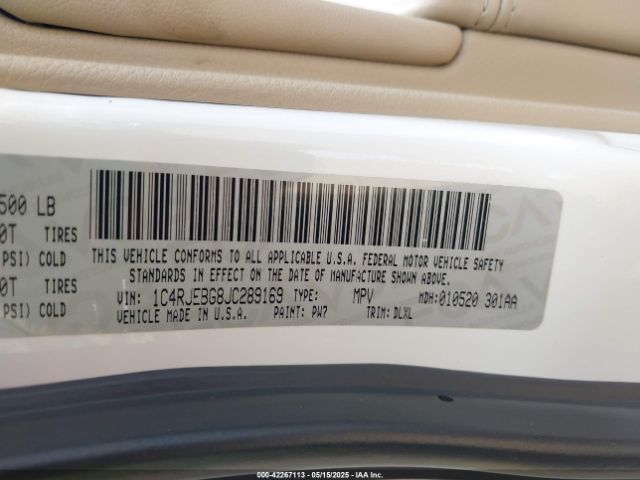 500 LB
0T TIRES
PSI) COLD
0T TIRES
PSI) COLD
THIS VEHICLE CONFORMS TO ALL APPLICABLE U.S.A. FEDERAL MOTOR VEHICLE SAFETY
STANDARDS IN EFFECT ON THE DATE OF MANUFACTURE SHOWN ABOVE.
VIN: 1C4RJEBG8JC289169 TYPE: MPV MDH:010520 301AA
VEHICLE MADE IN U.S.A. PAINT: PW7 TRIM: DLXL
000-42267113 - 05/15/2025 - IAA Inc.